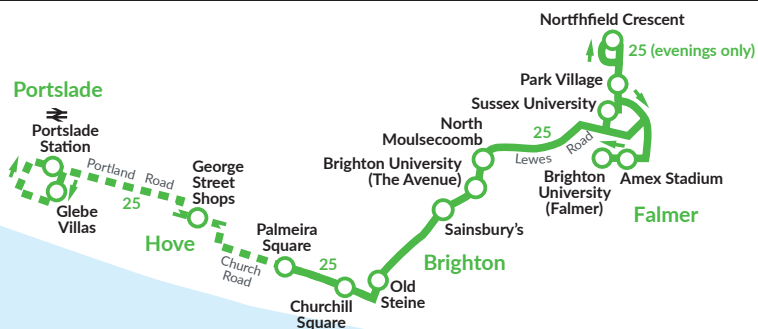 Nortfhfield Crescent
25 (evenings only)
Park Village
Sussex University
North
Moulsecoomb
25
Lewes Road
Brighton University
(The Avenue)
Brighton
University
(Falmer)
Amex Stadium
Falmer
Sainsbury's
Brighton
Old
Steine
Churchill
Square
25
Palmeira
Square
Church
Road
George
Street
Shops
Hove
Portland Road
25
Portslade
Portslade
Station
Glebe
Villas